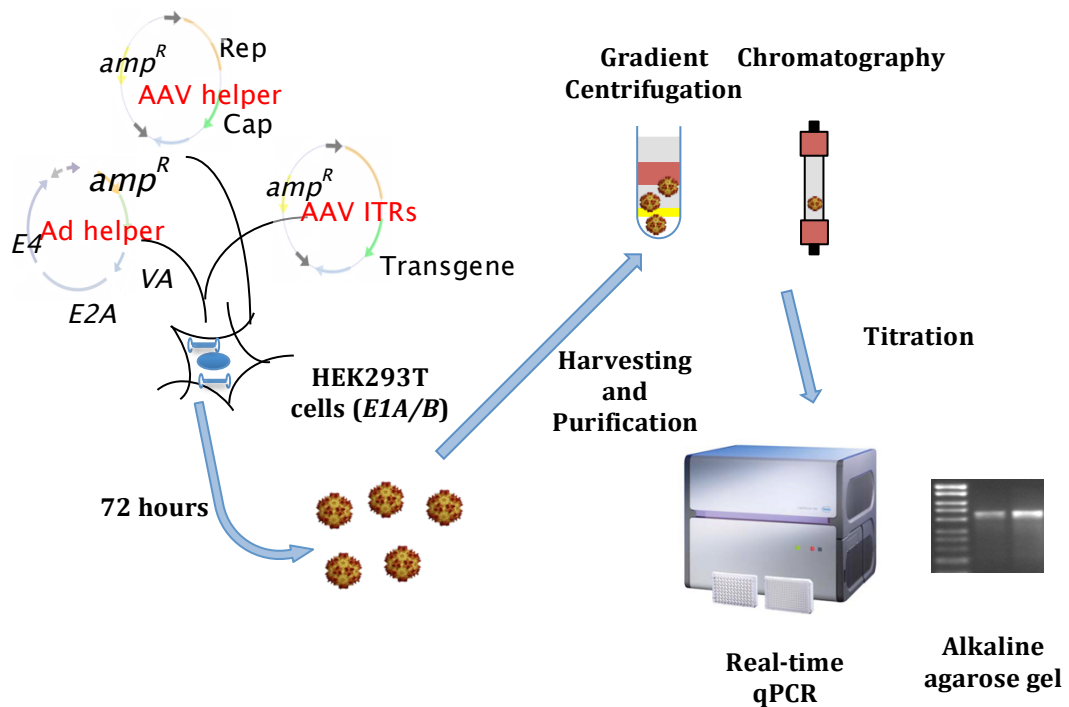 amp^R
Rep
AAV helper
Cap
amp^R
Ad helper
E4
VA
E2A
amp^R
AAV ITRs
Transgene
HEK293T
cells (E1A/B)
72 hours
Harvesting
and
Purification
Gradient
Centrifugation
Chromatography
Titration
Real-time
qPCR
Alkaline
agarose gel